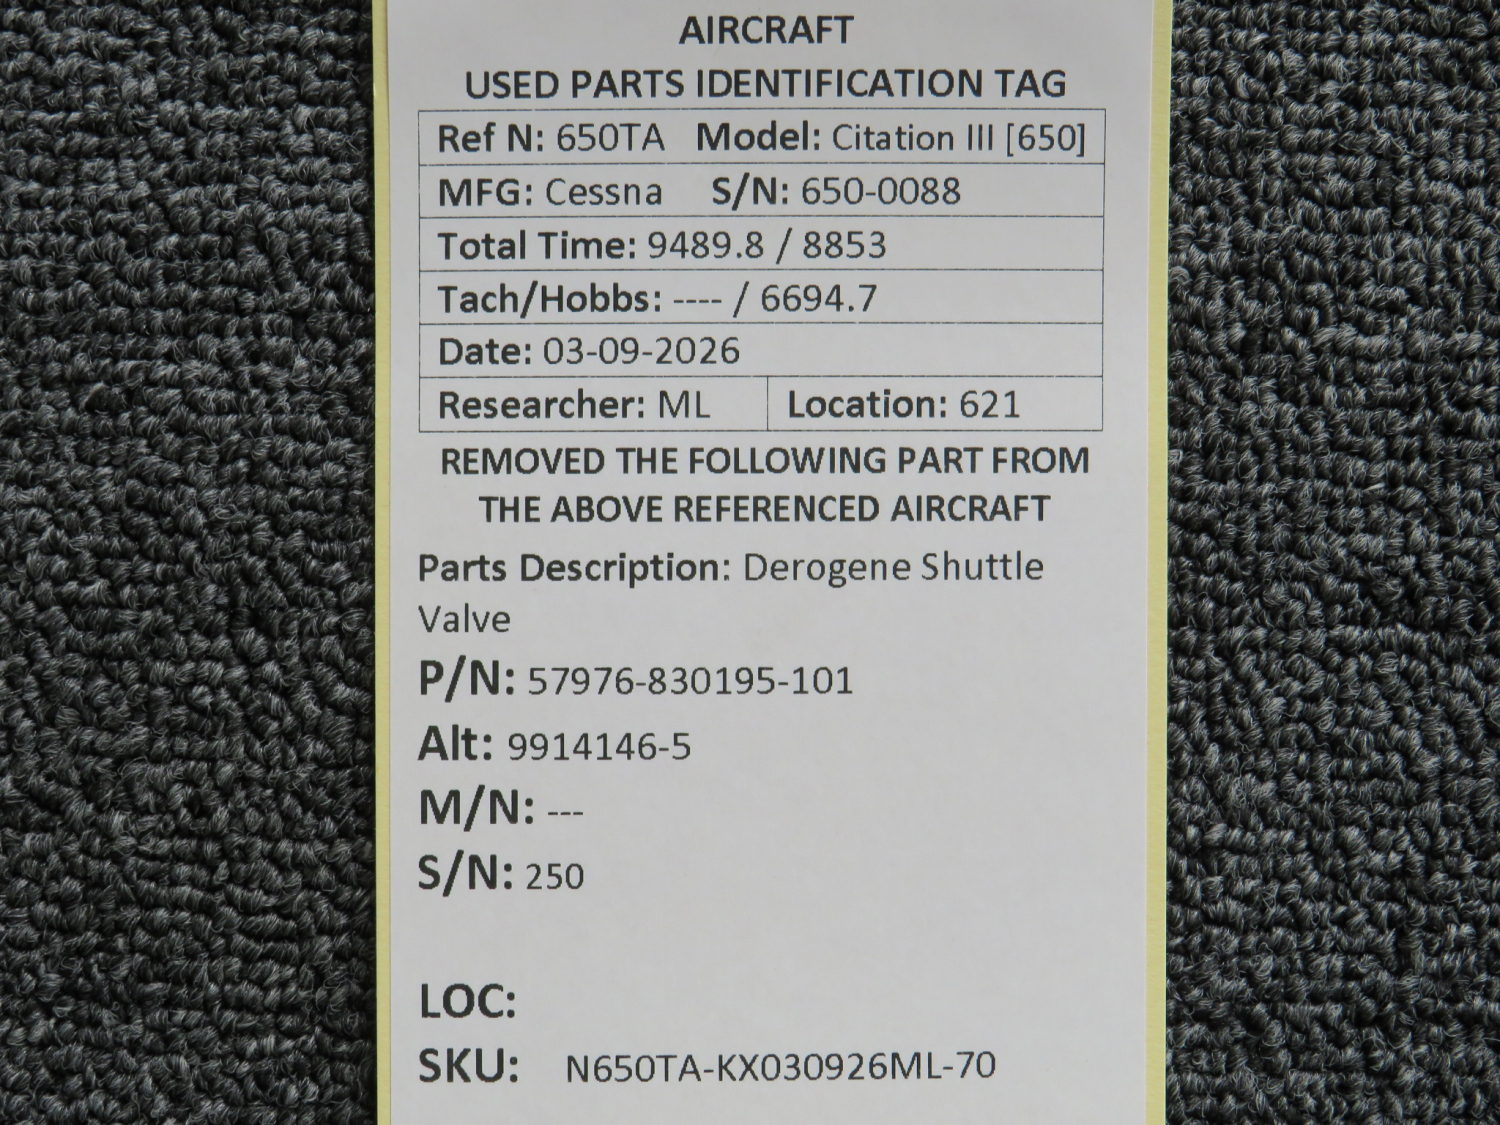 AIRCRAFT
USED PARTS IDENTIFICATION TAG
Ref N: 650TA Model: Citation III [650]
MFG: Cessna S/N: 650-0088
Total Time: 9489.8 / 8853
Tach/Hobbs: ---- / 6694.7
Date: 03-09-2026
Researcher: ML Location: 621
REMOVED THE FOLLOWING PART FROM
THE ABOVE REFERENCED AIRCRAFT
Parts Description: Derogene Shuttle
Valve
P/N: 57976-830195-101
Alt: 9914146-5
M/N: ---
S/N: 250
LOC:
SKU: N650TA-KX030926ML-70